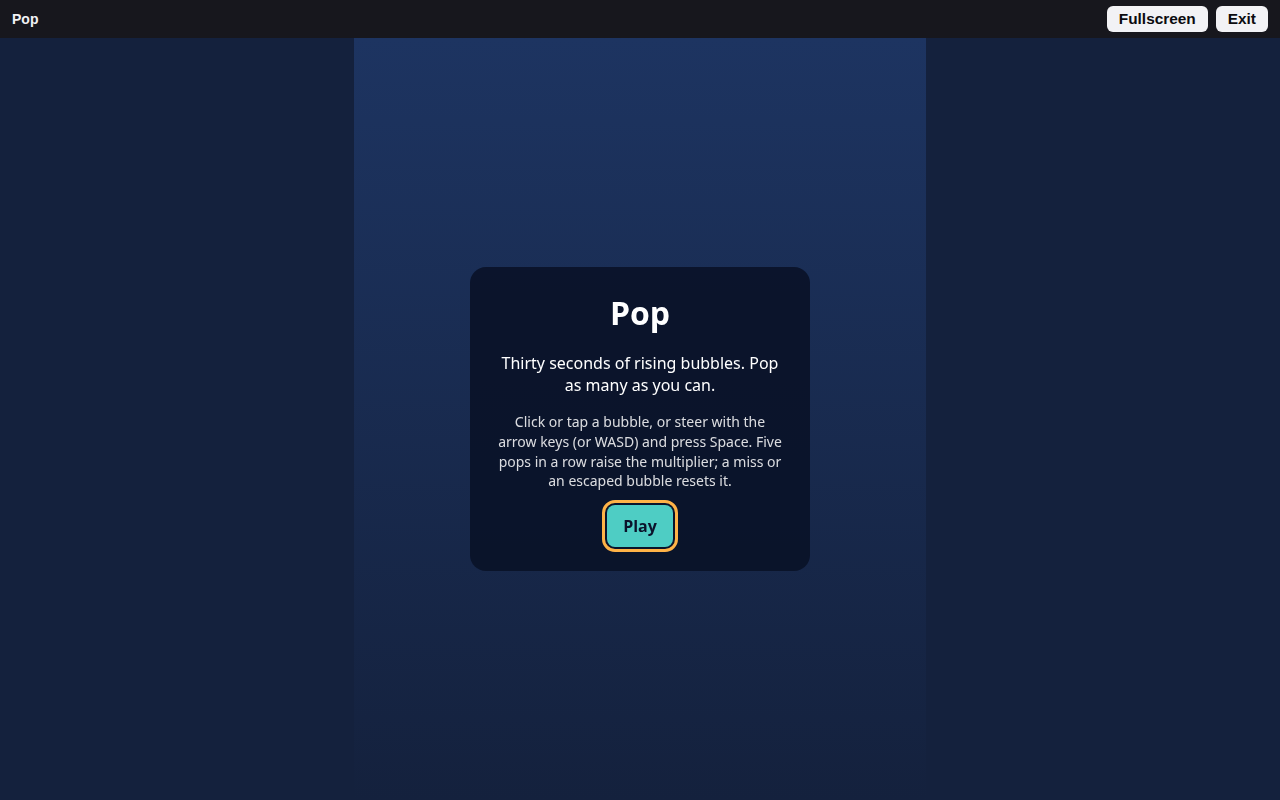 Pop
Fullscreen
Exit
Pop
Thirty seconds of rising bubbles. Pop
as many as you can.
Click or tap a bubble, or steer with the
arrow keys (or WASD) and press Space. Five
pops in a row raise the multiplier; a miss or
an escaped bubble resets it.
Play